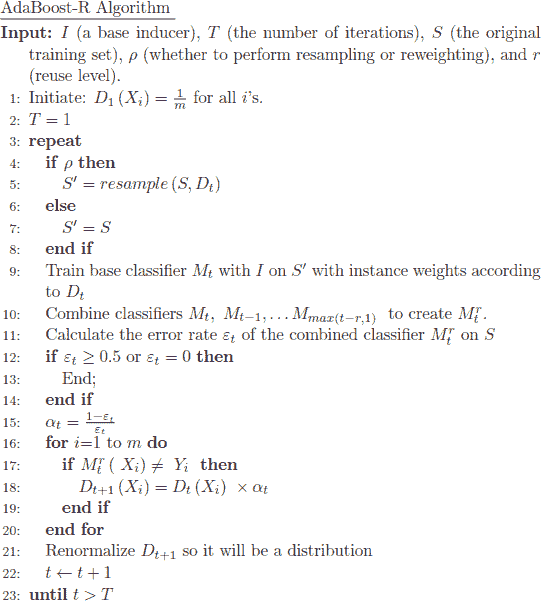 AdaBoost-R Algorithm
Input: I (a base inducer), T (the number of iterations), S (the original
training set), ρ (whether to perform resampling or reweighting), and r
(reuse level).
1: Initiate: D₁ (Xᵢ) = 1/m for all i's.
2: T = 1
3: repeat
4: if ρ then
5: S′ = resample (S, Dₜ)
6: else
7: S′ = S
8: end if
9: Train base classifier Mₜ with I on S′ with instance weights according
to Dₜ
10: Combine classifiers Mₜ, Mₜ₋₁, … M_{max(t−r,1)} to create Mₜʳ.
11: Calculate the error rate εₜ of the combined classifier Mₜʳ on S
12: if εₜ ≥ 0.5 or εₜ = 0 then
13: End;
14: end if
15: αₜ = (1−εₜ)/εₜ
16: for i=1 to m do
17: if Mₜʳ ( Xᵢ) ≠ Yᵢ then
18: Dₜ₊₁ (Xᵢ) = Dₜ (Xᵢ) × αₜ
19: end if
20: end for
21: Renormalize Dₜ₊₁ so it will be a distribution
22: t ← t + 1
23: until t > T